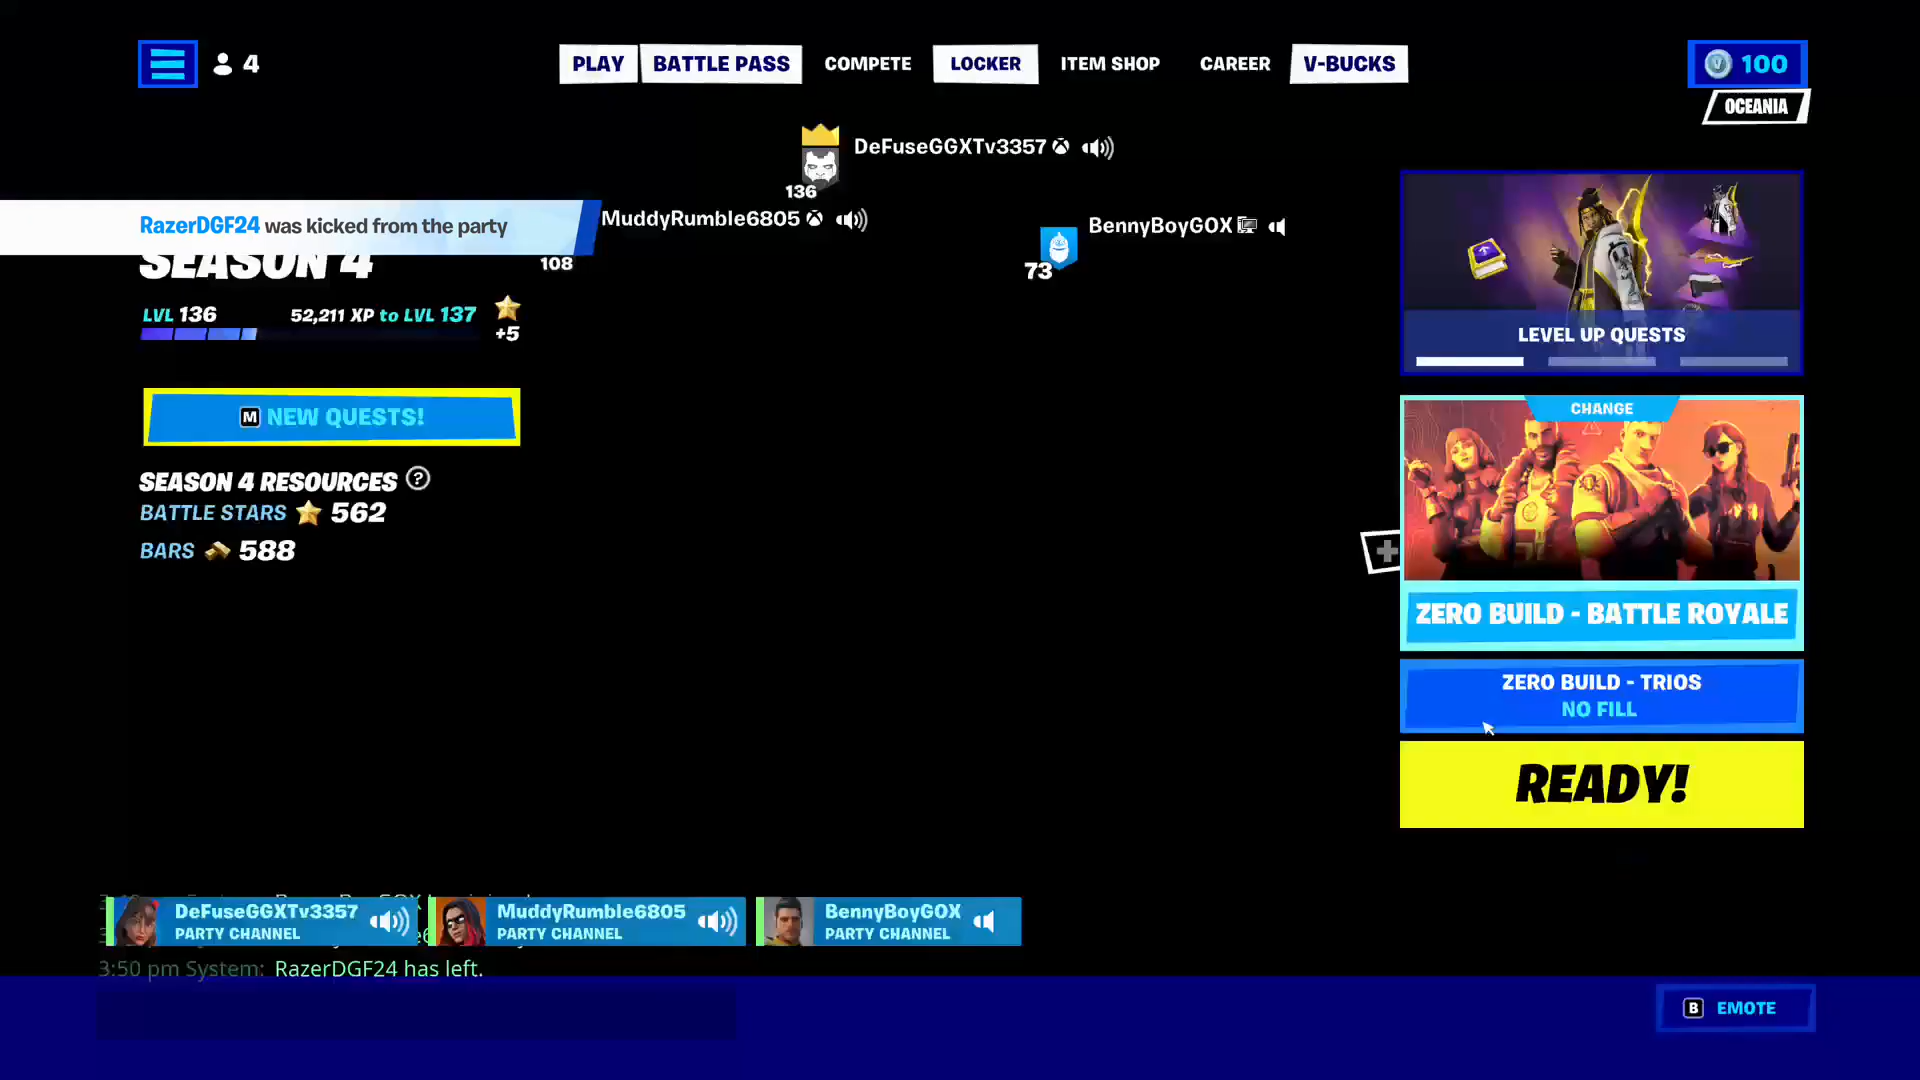 4
PLAY
BATTLE PASS
COMPETE
LOCKER
ITEM SHOP
CAREER
V-BUCKS
100
OCEANIA
DeFuseGGXTv3357
136
RazerDGF24 was kicked from the party
MuddyRumble6805
108
BennyBoyGOX
73
SEASON 4
LVL 136
52,211 XP to LVL 137
+5
LEVEL UP QUESTS
M NEW QUESTS!
CHANGE
SEASON 4 RESOURCES ?
BATTLE STARS 562
BARS 588
ZERO BUILD - BATTLE ROYALE
ZERO BUILD - TRIOS
NO FILL
READY!
DeFuseGGXTv3357
PARTY CHANNEL
MuddyRumble6805
PARTY CHANNEL
BennyBoyGOX
PARTY CHANNEL
3:50 pm System: RazerDGF24 has left.
B EMOTE